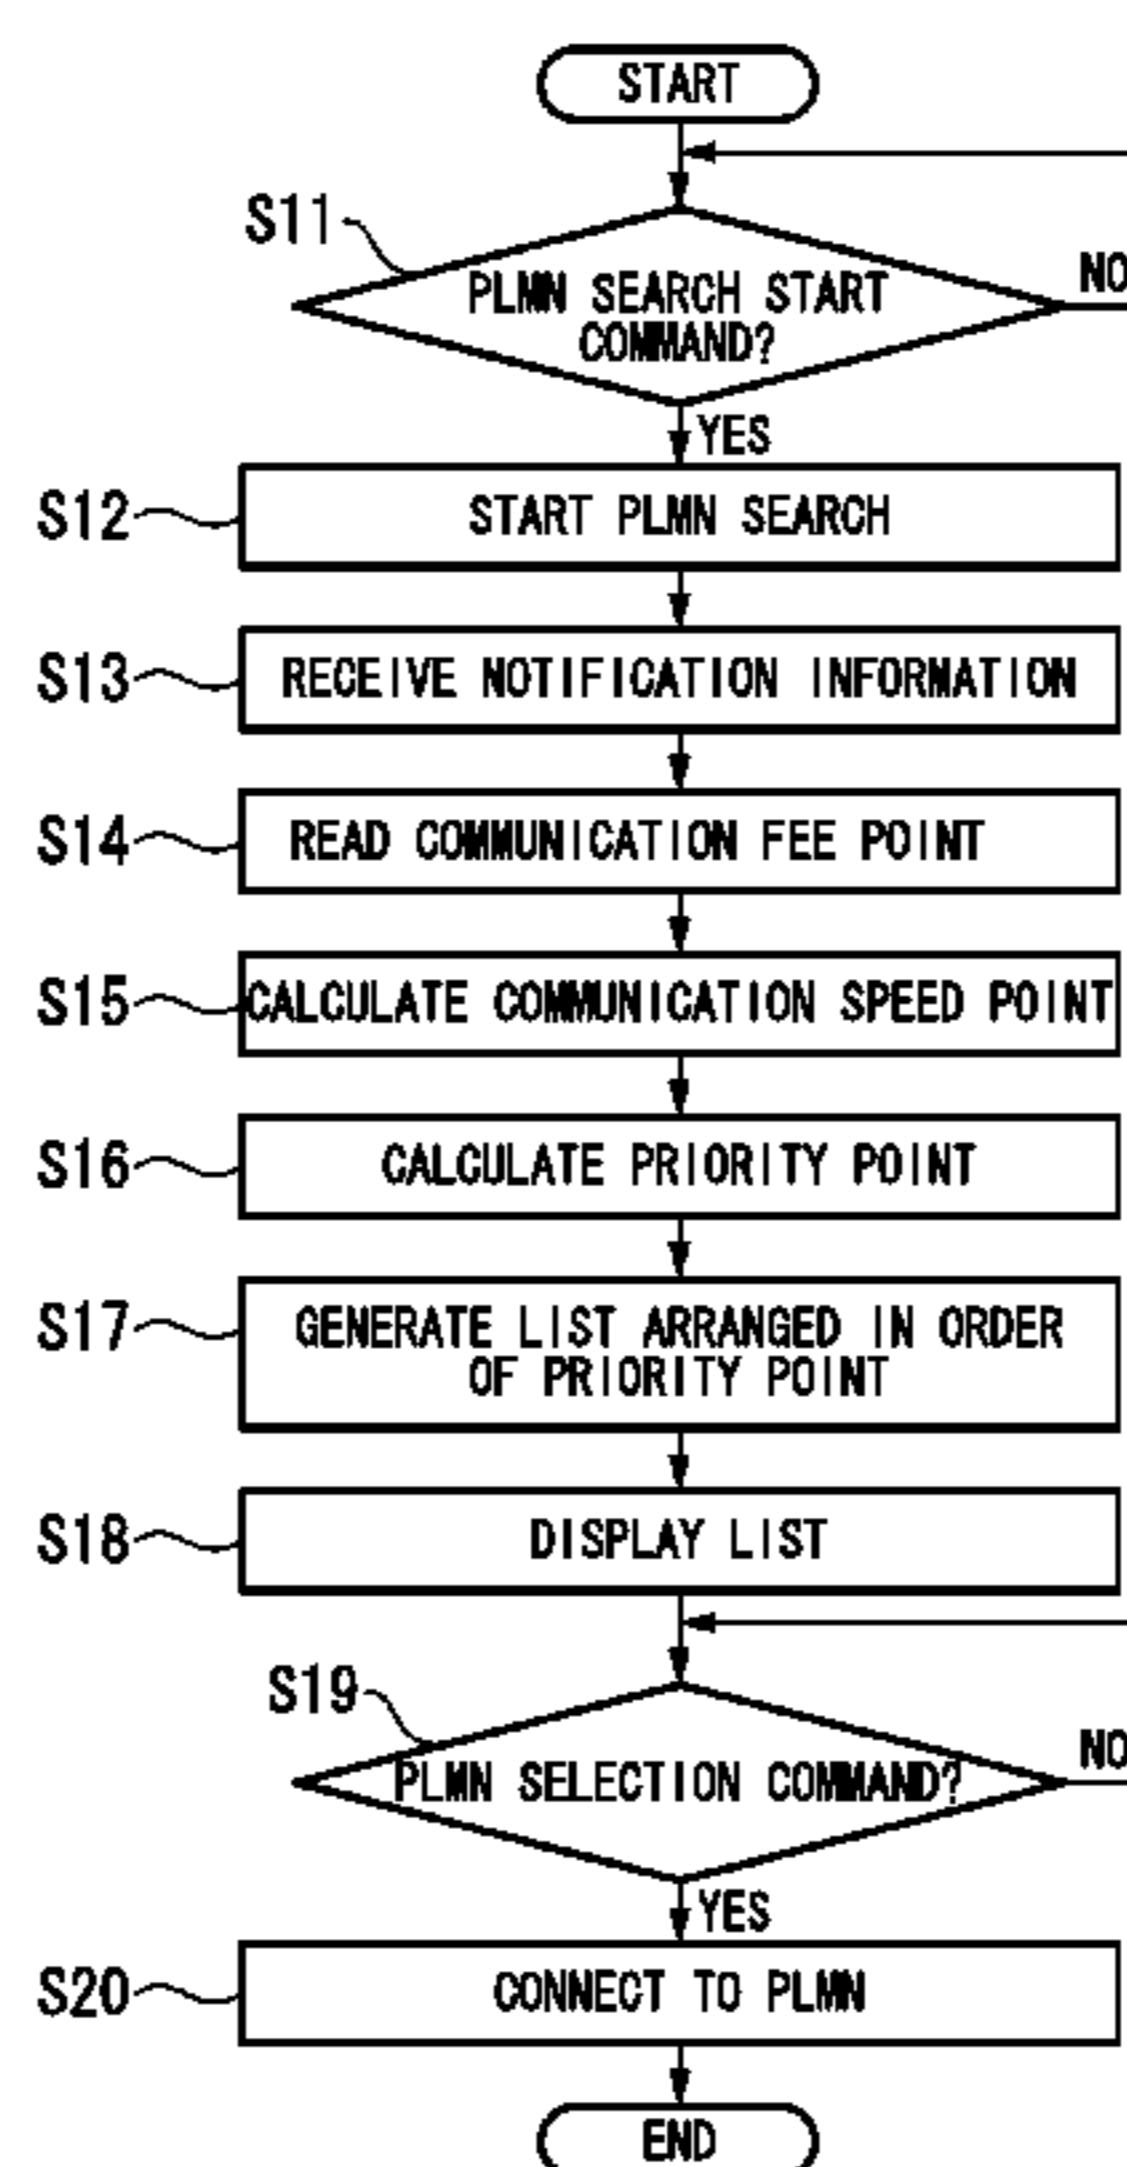 START
S11
PLMN SEARCH START
COMMAND?
NO
YES
S12
START PLMN SEARCH
S13
RECEIVE NOTIFICATION INFORMATION
S14
READ COMMUNICATION FEE POINT
S15
CALCULATE COMMUNICATION SPEED POINT
S16
CALCULATE PRIORITY POINT
S17
GENERATE LIST ARRANGED IN ORDER
OF PRIORITY POINT
S18
DISPLAY LIST
S19
PLMN SELECTION COMMAND?
NO
YES
S20
CONNECT TO PLMN
END